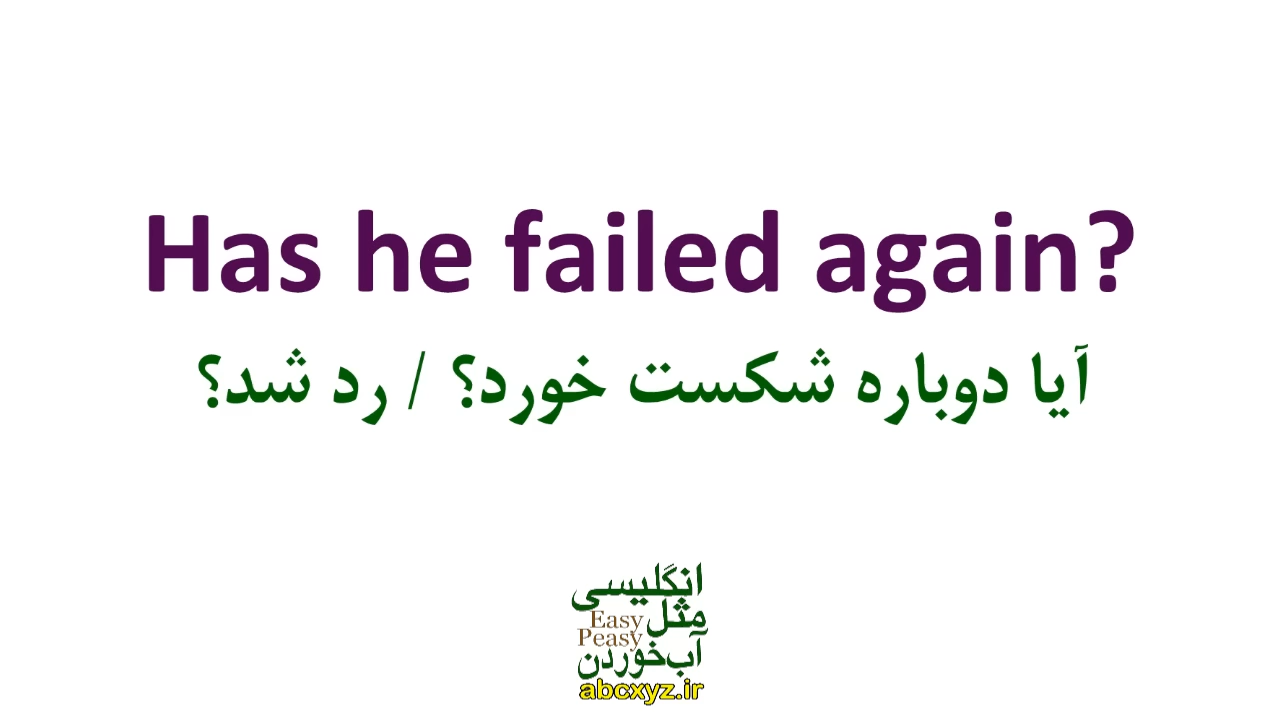 Has he failed again?
آیا دوباره شکست خورد؟ / رد شد؟
انگلیسی
مثل
Easy
Peasy
آب‌خوردن
abcxyz.ir